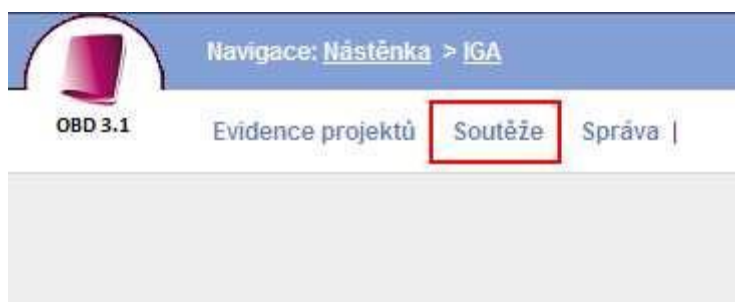 Navigace: Nástěnka > IGA
OBD 3.1
Evidence projektů Soutěže Správa |